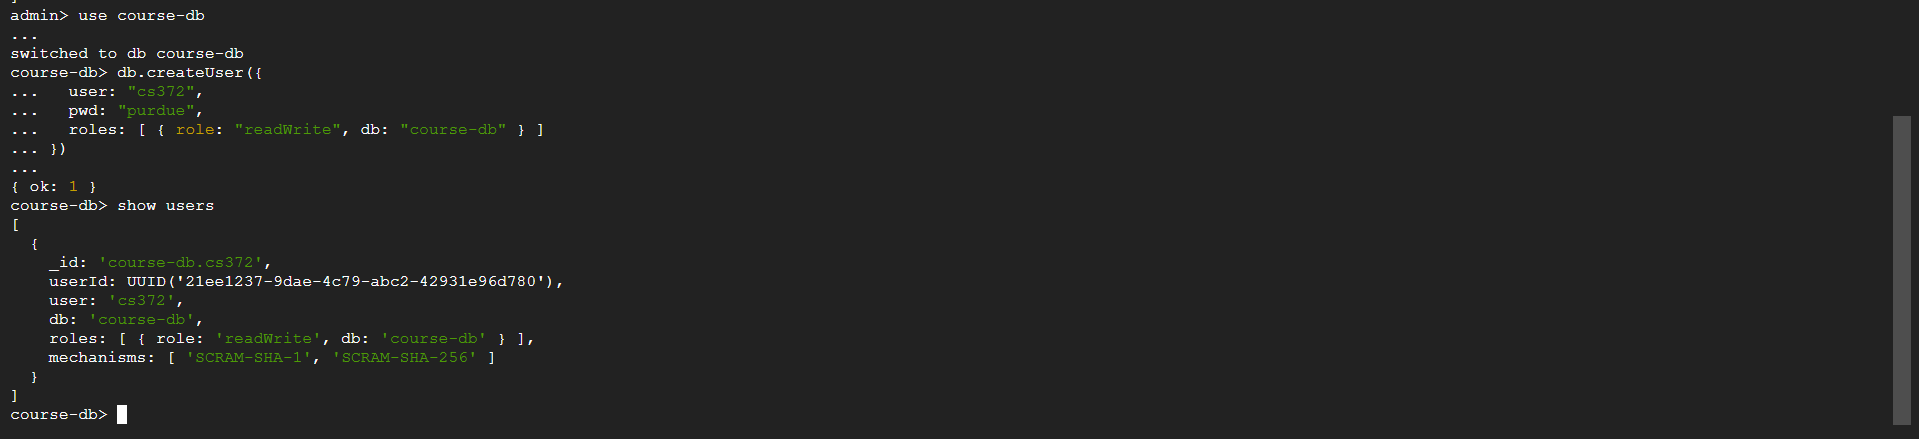 ]
admin> use course-db
...
switched to db course-db
course-db> db.createUser({
...   user: "cs372",
...   pwd: "purdue",
...   roles: [ { role: "readWrite", db: "course-db" } ]
... })
...
{ ok: 1 }
course-db> show users
[
  {
    _id: 'course-db.cs372',
    userId: UUID('21ee1237-9dae-4c79-abc2-42931e96d780'),
    user: 'cs372',
    db: 'course-db',
    roles: [ { role: 'readWrite', db: 'course-db' } ],
    mechanisms: [ 'SCRAM-SHA-1', 'SCRAM-SHA-256' ]
  }
]
course-db>